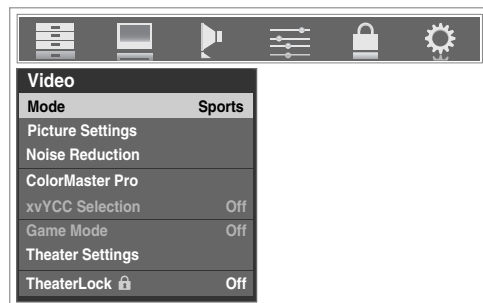 Video
Mode Sports
Picture Settings
Noise Reduction
ColorMaster Pro
xvYCC Selection Off
Game Mode Off
Theater Settings
TheaterLock Off